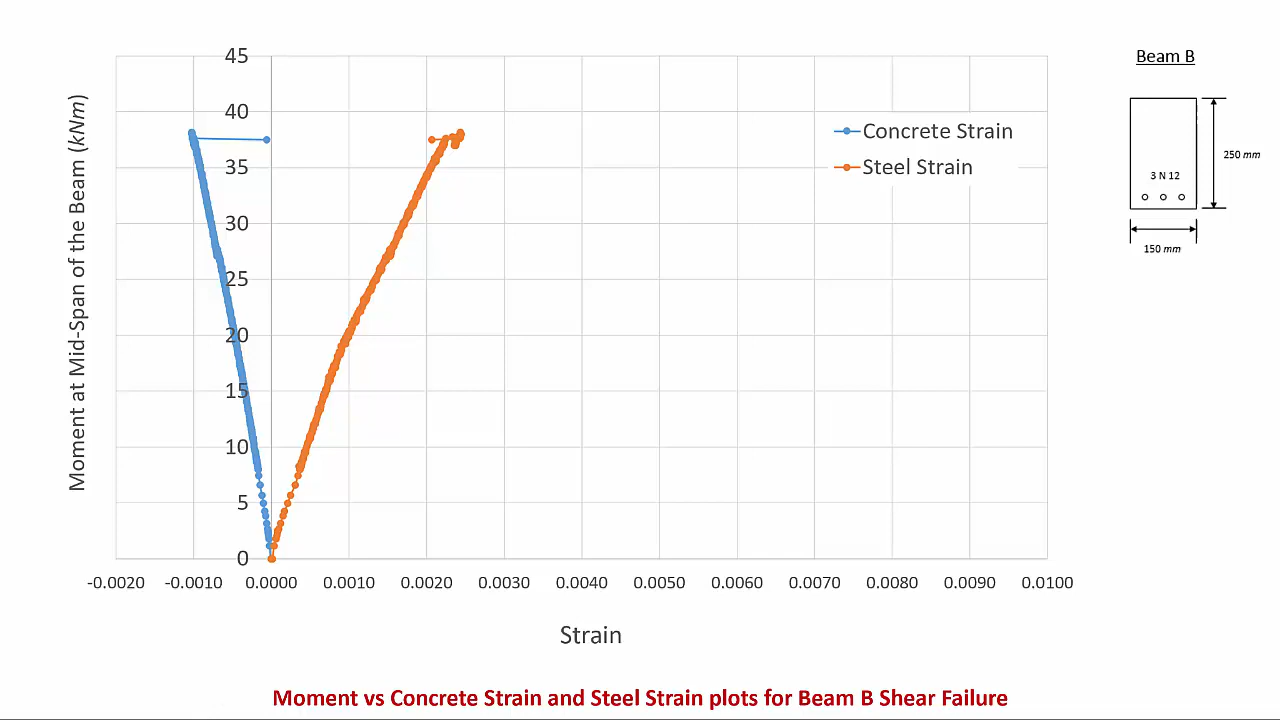 Beam B
45
40
35
30
25
20
15
10
5
0
Moment at Mid-Span of the Beam (kNm)
Concrete Strain
Steel Strain
250 mm
3 N 12
150 mm
-0.0020 -0.0010 0.0000 0.0010 0.0020 0.0030 0.0040 0.0050 0.0060 0.0070 0.0080 0.0090 0.0100
Strain
Moment vs Concrete Strain and Steel Strain plots for Beam B Shear Failure